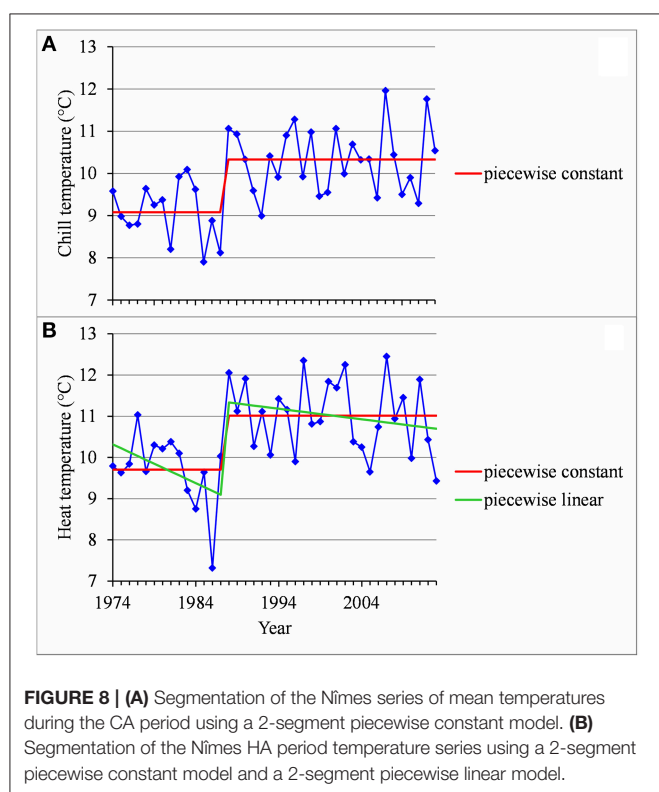 A
13
12
11
10
9
8
7
Chill temperature (°C)
piecewise constant
B
13
12
11
10
9
8
7
Heat temperature (°C)
piecewise constant
piecewise linear
1974 1984 1994 2004
Year
FIGURE 8 | (A) Segmentation of the Nîmes series of mean temperatures
during the CA period using a 2-segment piecewise constant model. (B)
Segmentation of the Nîmes HA period temperature series using a 2-segment
piecewise constant model and a 2-segment piecewise linear model.